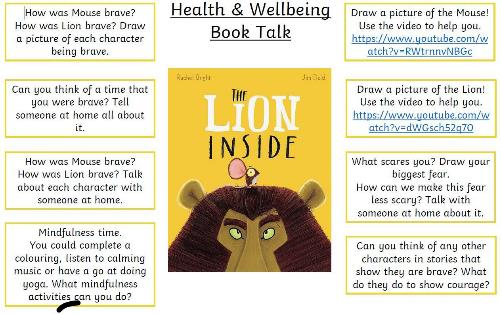 Health & Wellbeing
Book Talk
How was Mouse brave?
How was Lion brave? Draw
a picture of each character
being brave.
Can you think of a time that
you were brave? Tell
someone at home all about
it.
How was Mouse brave?
How was Lion brave? Talk
about each character with
someone at home.
Mindfulness time.
You could complete a
colouring, listen to calming
music or have a go at doing
yoga. What mindfulness
activities can you do?
Rachel Bright
Jim Field
THE
LION
INSIDE
Draw a picture of the Mouse!
Use the video to help you.
https://www.youtube.com/w
atch?v=RWtrnnvNBGc
Draw a picture of the Lion!
Use the video to help you.
https://www.youtube.com/w
atch?v=dWGsch52q70
What scares you? Draw your
biggest fear.
How can we make this fear
less scary? Talk with
someone at home about it.
Can you think of any other
characters in stories that
show they are brave? What
do they do to show courage?